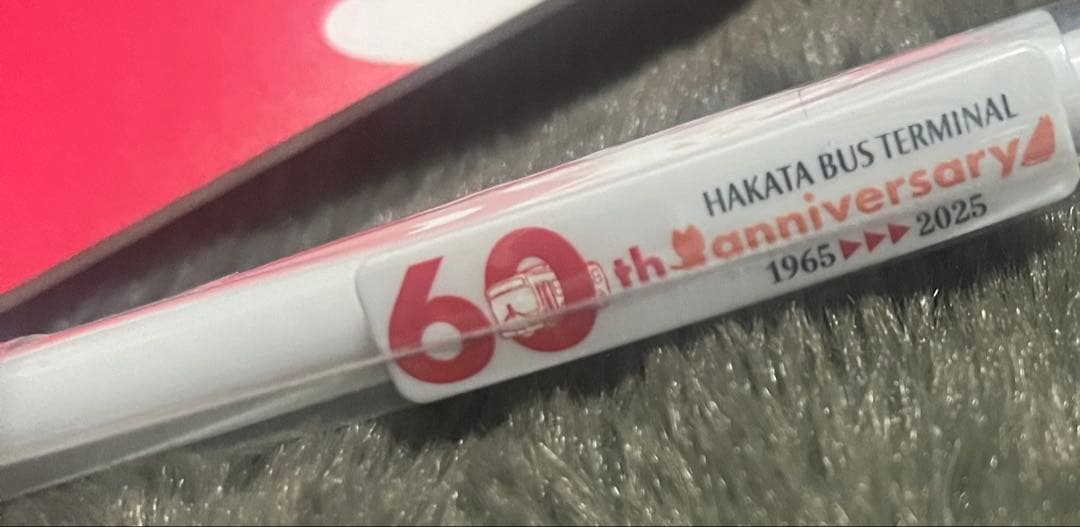 HAKATA BUS TERMINAL
60th anniversary
1965▶▶▶2025